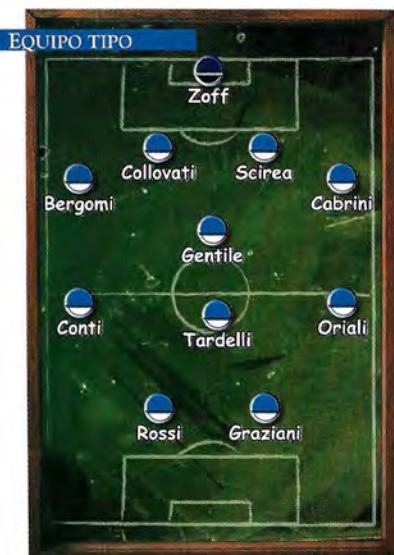 EQUIPO TIPO
Zoff
Collovati Scirea
Bergomi Cabrini
Gentile
Conti Tardelli Oriali
Rossi Graziani